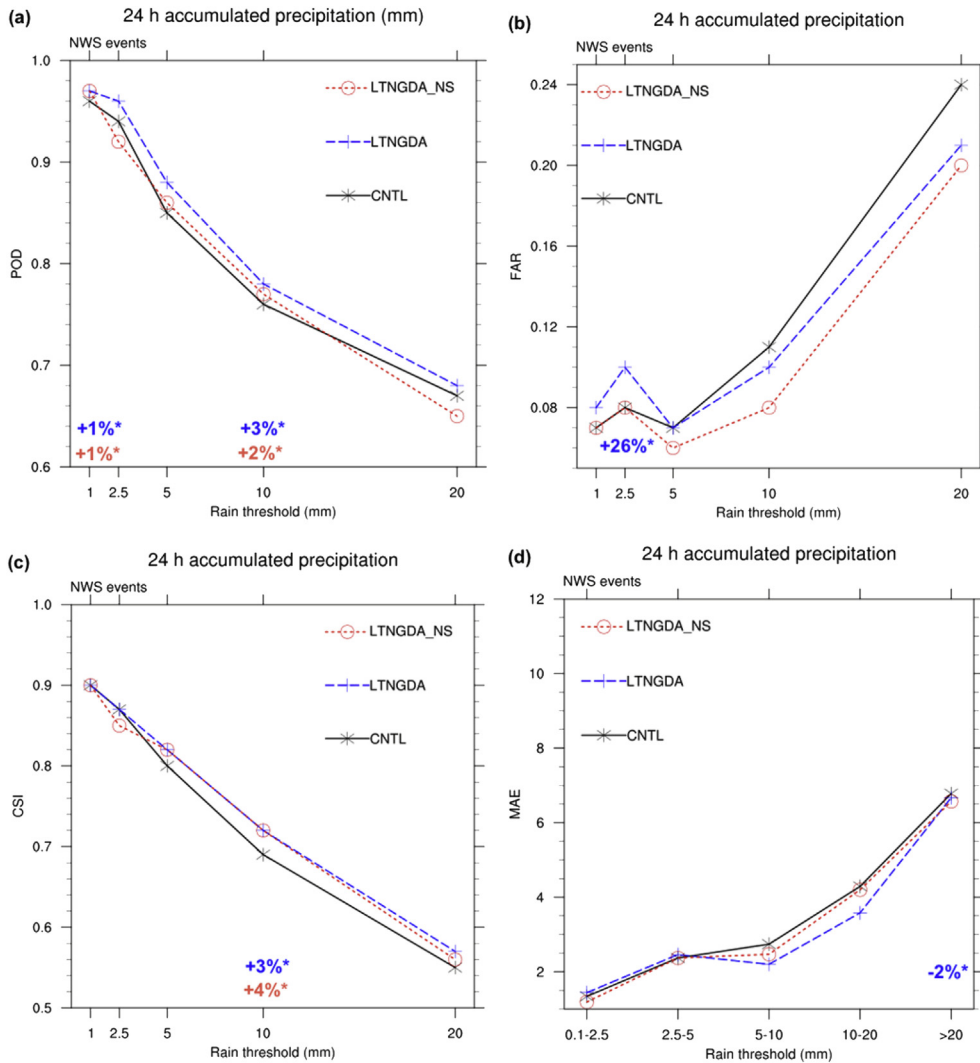 (a)
24 h accumulated precipitation (mm)
NWS events
1.0
0.9
0.8
0.7
0.6
POD
LTNGDA_NS
LTNGDA
CNTL
+1%*
+1%*
+3%*
+2%*
1 2.5 5 10 20
Rain threshold (mm)
(b)
24 h accumulated precipitation
NWS events
0.24
0.20
0.16
0.12
0.08
FAR
LTNGDA_NS
LTNGDA
CNTL
+26%*
1 2.5 5 10 20
Rain threshold (mm)
(c)
24 h accumulated precipitation
NWS events
1.0
0.9
0.8
0.7
0.6
0.5
CSI
LTNGDA_NS
LTNGDA
CNTL
+3%*
+4%*
1 2.5 5 10 20
Rain threshold (mm)
(d)
24 h accumulated precipitation
NWS events
12
10
8
6
4
2
MAE
LTNGDA_NS
LTNGDA
CNTL
-2%*
0.1-2.5 2.5-5 5-10 10-20 >20
Rain threshold (mm)